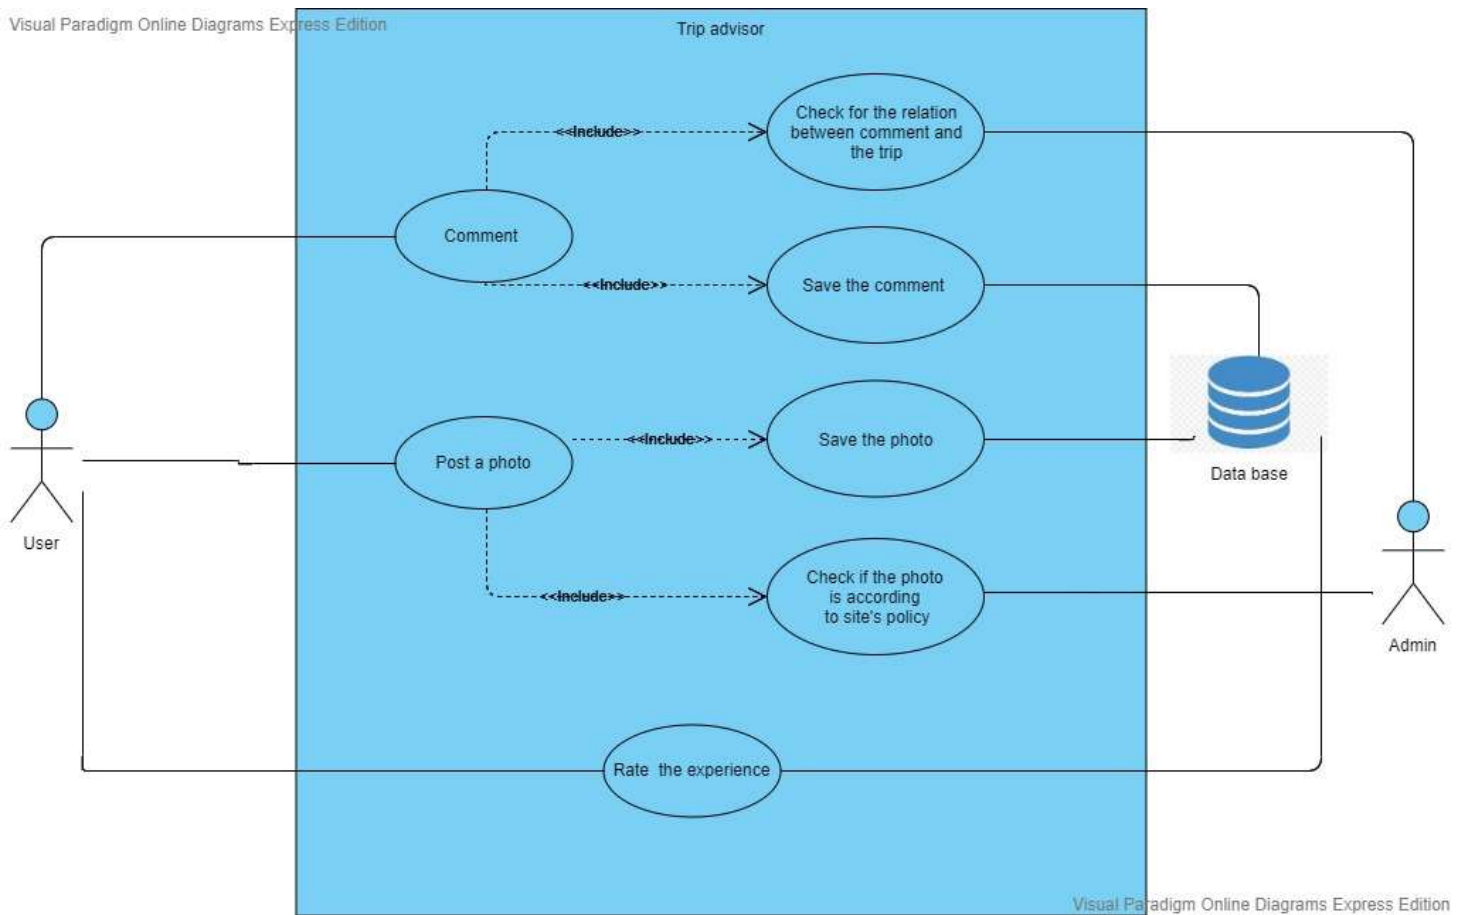 Visual Paradigm Online Diagrams Express Edition
Trip advisor
Check for the relation
between comment and
the trip
<<Include>>
Comment
<<Include>>
Save the comment
Post a photo
<<Include>>
Save the photo
Data base
User
Check if the photo
is according
to site's policy
<<Include>>
Admin
Rate  the experience
Visual Paradigm Online Diagrams Express Edition